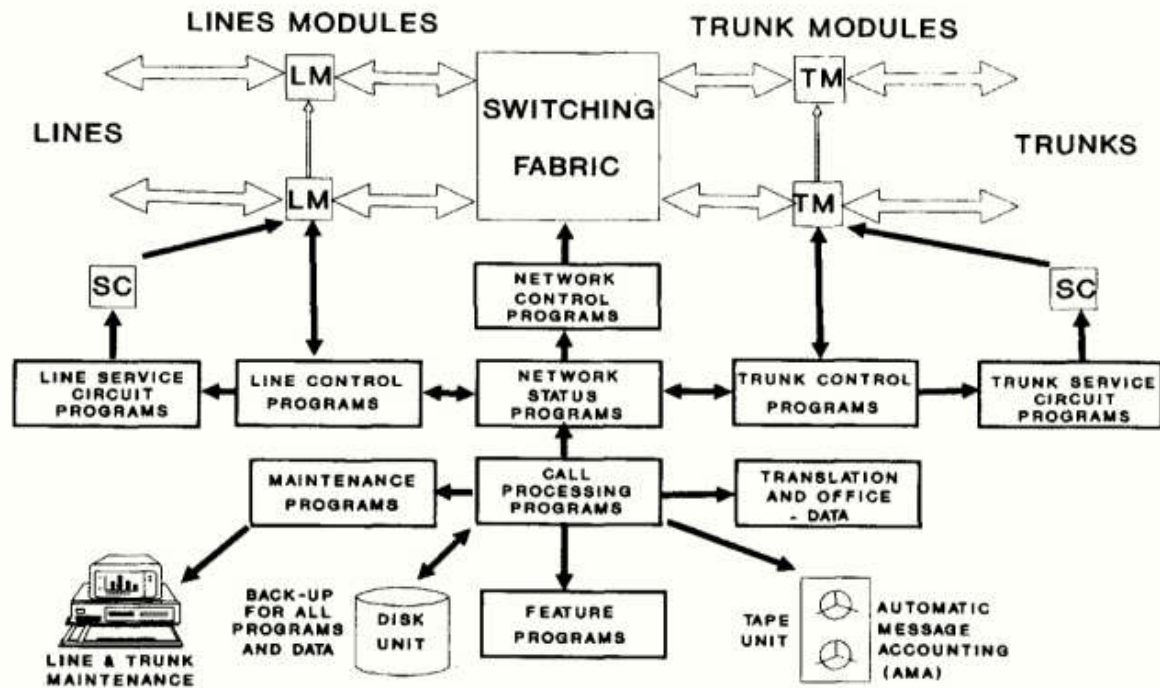 LINES MODULES
TRUNK MODULES
LM
SWITCHING
FABRIC
TM
LINES
TRUNKS
LM
TM
SC
NETWORK
CONTROL
PROGRAMS
SC
LINE SERVICE
CIRCUIT
PROGRAMS
LINE CONTROL
PROGRAMS
NETWORK
STATUS
PROGRAMS
TRUNK CONTROL
PROGRAMS
TRUNK SERVICE
CIRCUIT
PROGRAMS
MAINTENANCE
PROGRAMS
CALL
PROCESSING
PROGRAMS
TRANSLATION
AND OFFICE
- DATA
LINE & TRUNK
MAINTENANCE
BACK-UP
FOR ALL
PROGRAMS
AND DATA
DISK
UNIT
FEATURE
PROGRAMS
TAPE
UNIT
AUTOMATIC
MESSAGE
ACCOUNTING
(AMA)